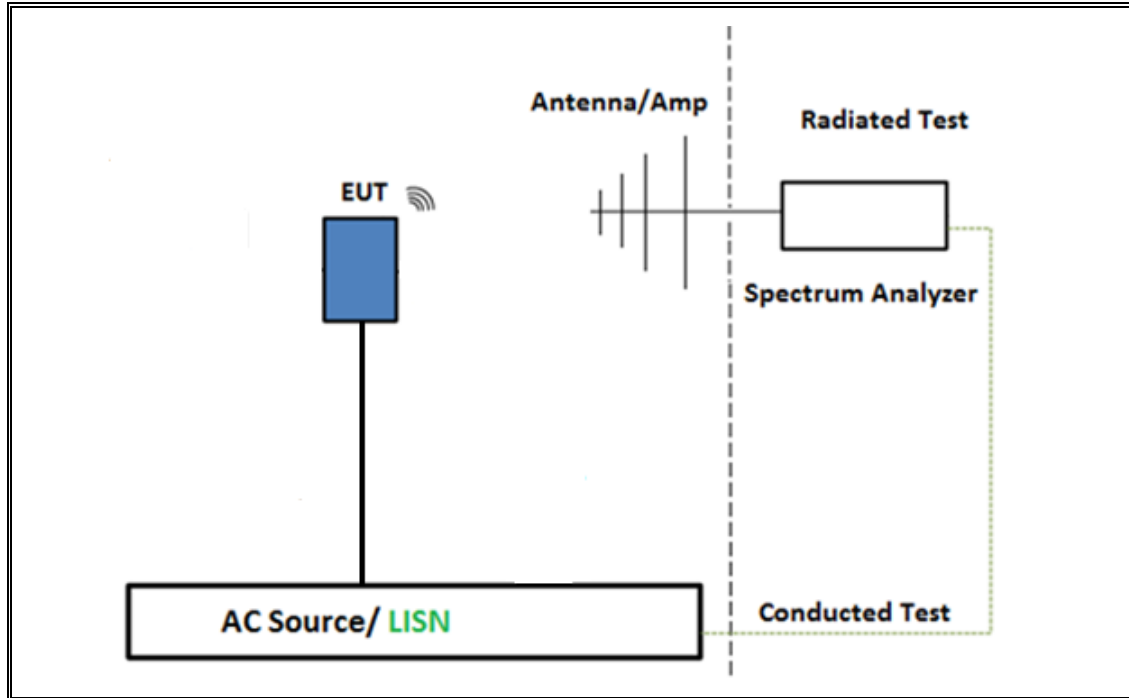 Antenna/Amp
Radiated Test
EUT
Spectrum Analyzer
AC Source/ LISN
Conducted Test